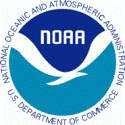 NATIONAL OCEANIC AND ATMOSPHERIC ADMINISTRATION
NOAA
U.S. DEPARTMENT OF COMMERCE